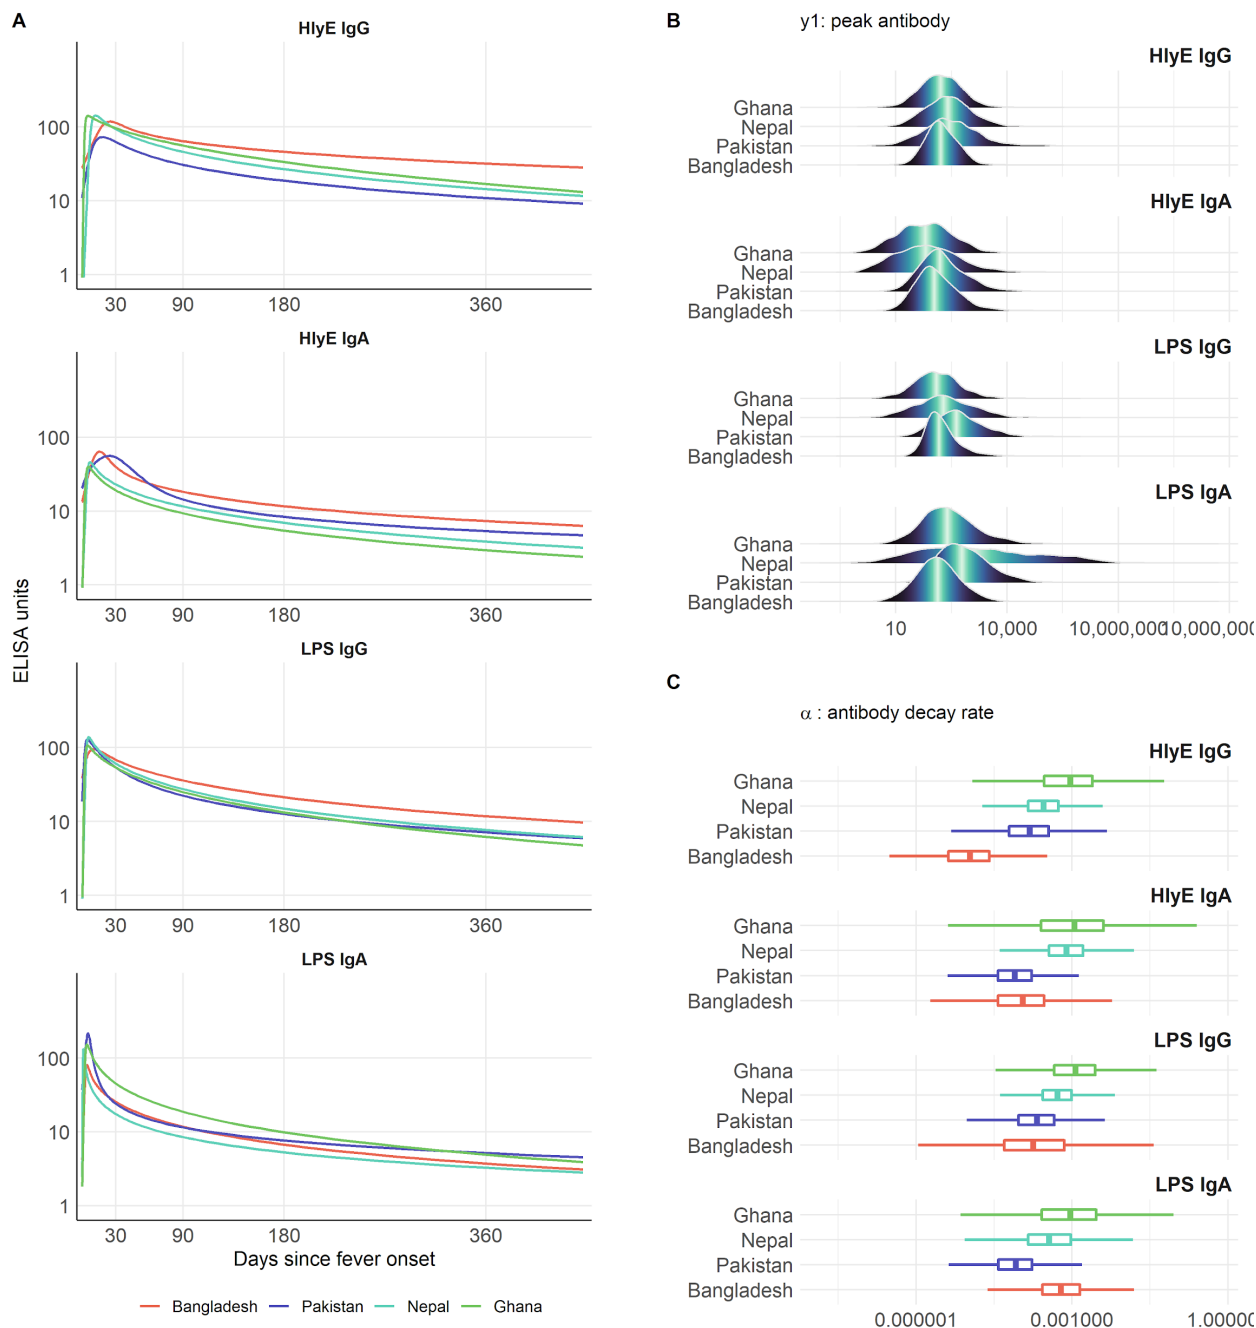 A
HlyE IgG
100
10
1
30 90 180 360
HlyE IgA
100
10
1
30 90 180 360
LPS IgG
100
10
1
30 90 180 360
LPS IgA
100
10
1
30 90 180 360
ELISA units
Days since fever onset
Bangladesh Pakistan Nepal Ghana
B
y1: peak antibody
HlyE IgG
Ghana
Nepal
Pakistan
Bangladesh
HlyE IgA
Ghana
Nepal
Pakistan
Bangladesh
LPS IgG
Ghana
Nepal
Pakistan
Bangladesh
LPS IgA
Ghana
Nepal
Pakistan
Bangladesh
10 10,000
C
α : antibody decay rate
HlyE IgG
Ghana
Nepal
Pakistan
Bangladesh
HlyE IgA
Ghana
Nepal
Pakistan
Bangladesh
LPS IgG
Ghana
Nepal
Pakistan
Bangladesh
LPS IgA
Ghana
Nepal
Pakistan
Bangladesh
0.000001 0.001000